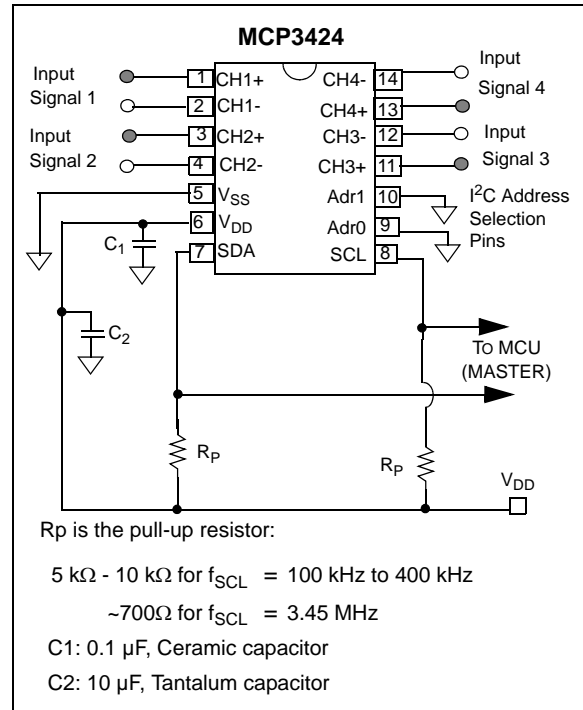 MCP3424
Input
Signal 1
Input
Signal 2
1 CH1+
2 CH1-
3 CH2+
4 CH2-
5 VSS
6 VDD
7 SDA
CH4- 14
CH4+ 13
CH3- 12
CH3+ 11
Adr1 10
Adr0 9
SCL 8
Input
Signal 4
Input
Signal 3
I²C Address
Selection
Pins
C1
C2
TO MCU
(MASTER)
RP
RP
VDD
Rp is the pull-up resistor:
5 kΩ - 10 kΩ for fSCL = 100 kHz to 400 kHz
~700Ω for fSCL = 3.45 MHz
C1: 0.1 µF, Ceramic capacitor
C2: 10 µF, Tantalum capacitor